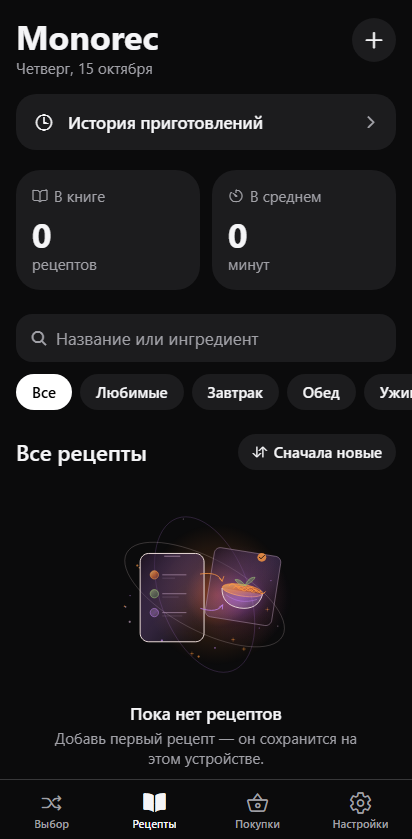 Monorec
Четверг, 15 октября
История приготовлений
В книге
0
рецептов
В среднем
0
минут
Название или ингредиент
Все
Любимые
Завтрак
Обед
Ужин
Все рецепты
Сначала новые
Пока нет рецептов
Добавь первый рецепт — он сохранится на
этом устройстве.
Выбор
Рецепты
Покупки
Настройки